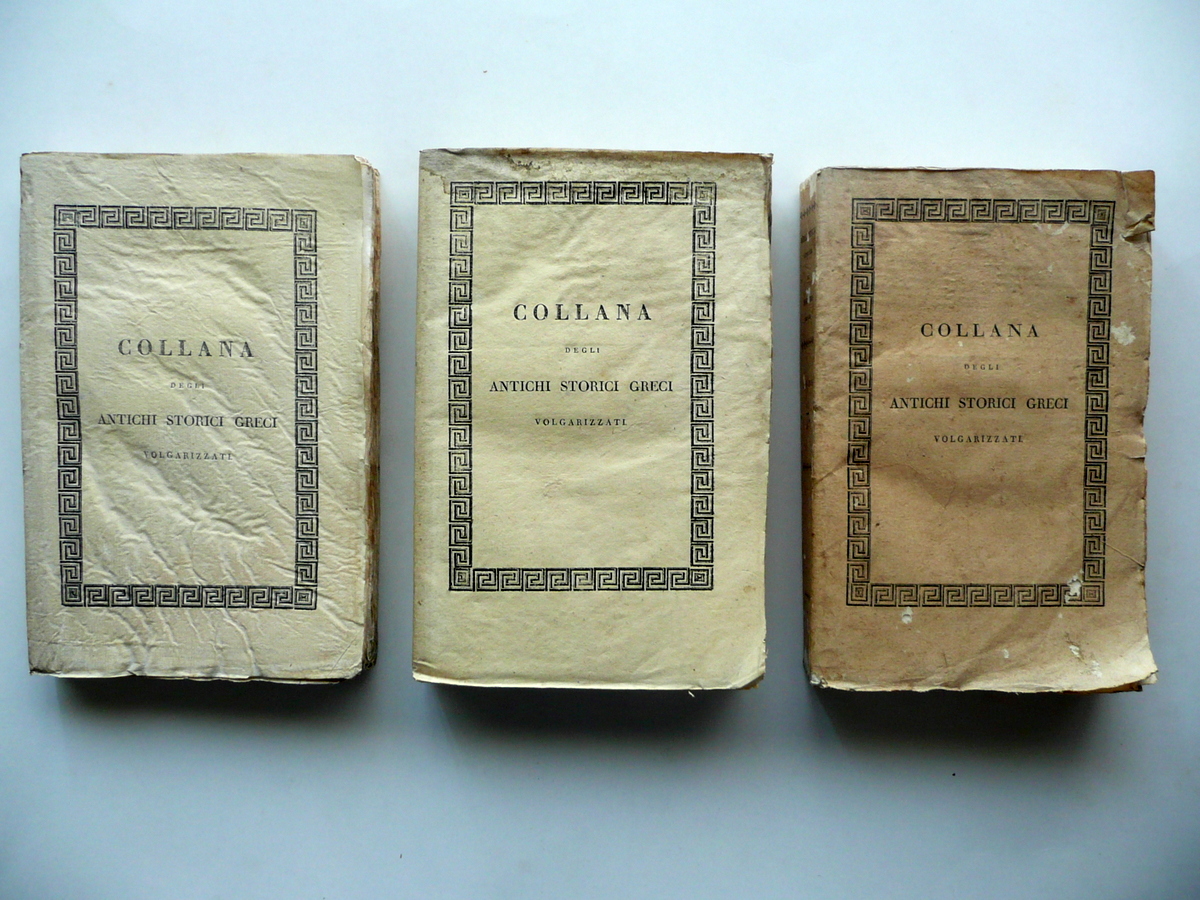 COLLANA
DEGLI
ANTICHI STORICI GRECI
VOLGARIZZATI
COLLANA
DEGLI
ANTICHI STORICI GRECI
VOLGARIZZATI
COLLANA
DEGLI
ANTICHI STORICI GRECI
VOLGARIZZATI